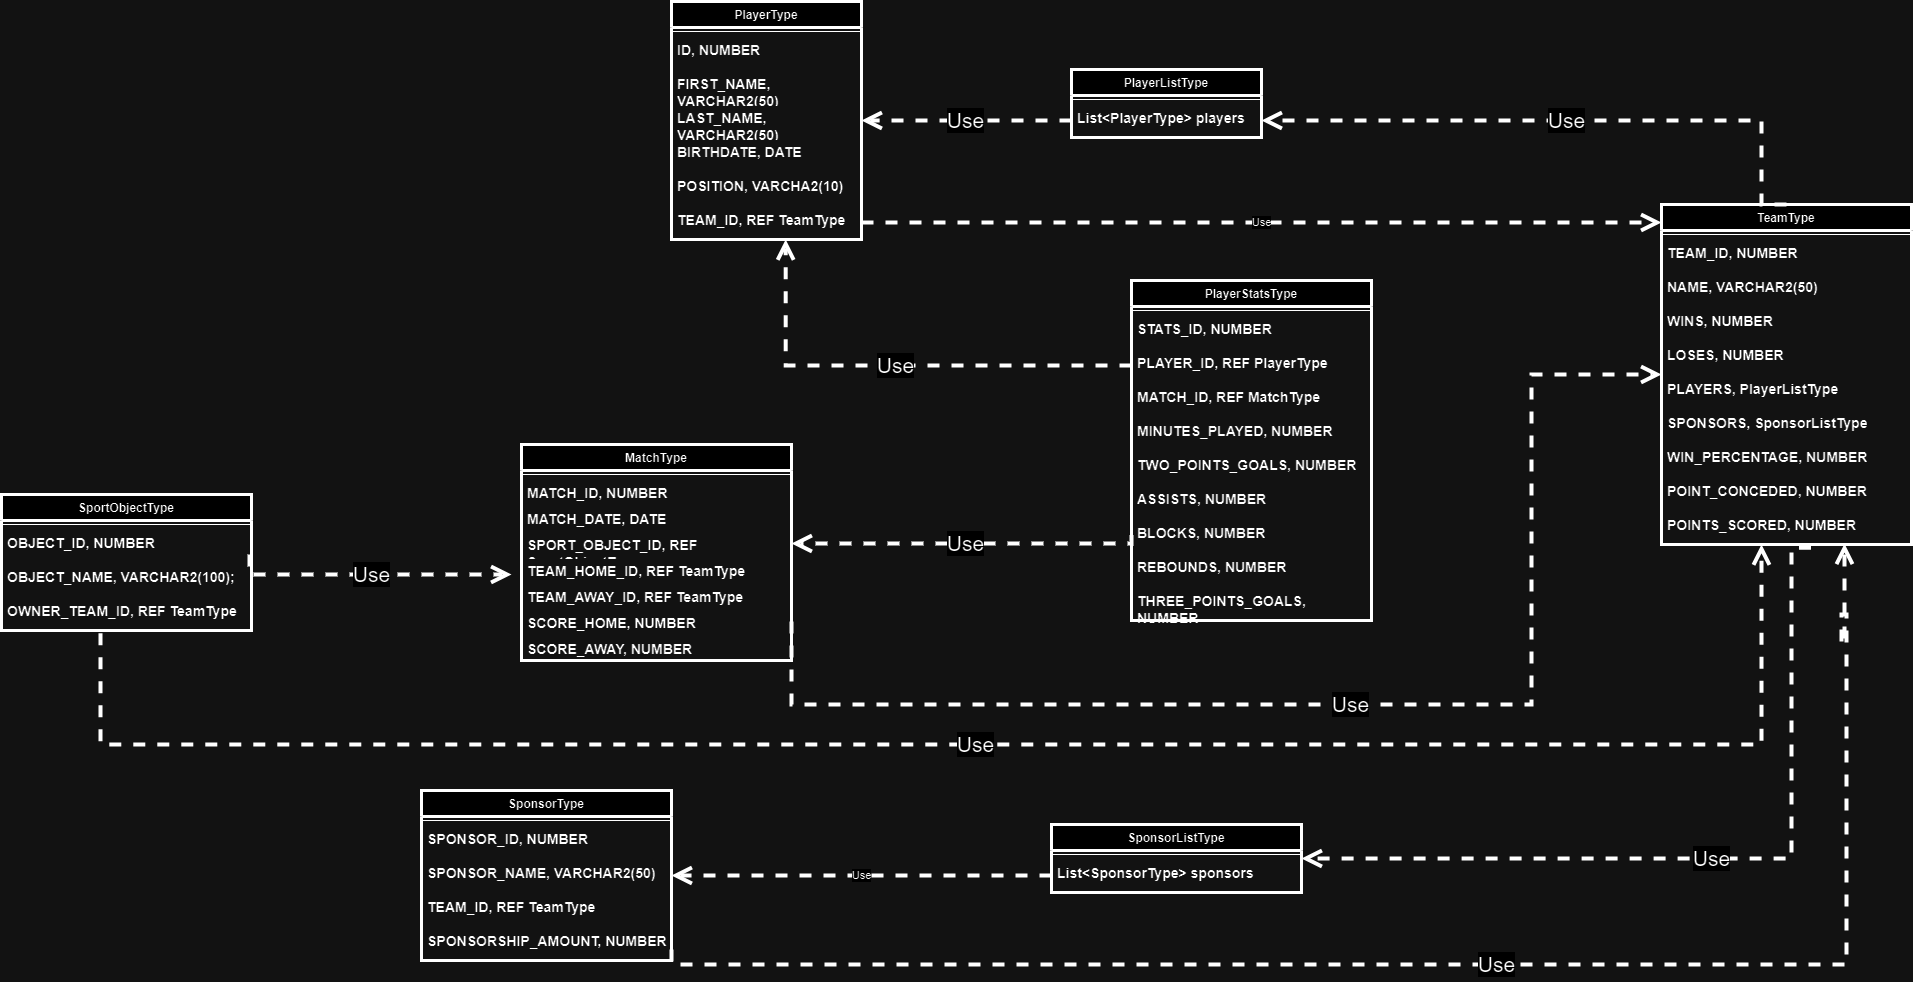 PlayerType
ID, NUMBER
FIRST_NAME,
VARCHAR2(50)
LAST_NAME,
VARCHAR2(50)
BIRTHDATE, DATE
POSITION, VARCHA2(10)
TEAM_ID, REF TeamType
Use
PlayerListType
List<PlayerType> players
Use
Use
TeamType
TEAM_ID, NUMBER
NAME, VARCHAR2(50)
WINS, NUMBER
LOSES, NUMBER
PLAYERS, PlayerListType
SPONSORS, SponsorListType
WIN_PERCENTAGE, NUMBER
POINT_CONCEDED, NUMBER
POINTS_SCORED, NUMBER
PlayerStatsType
STATS_ID, NUMBER
PLAYER_ID, REF PlayerType
MATCH_ID, REF MatchType
MINUTES_PLAYED, NUMBER
TWO_POINTS_GOALS, NUMBER
ASSISTS, NUMBER
BLOCKS, NUMBER
REBOUNDS, NUMBER
THREE_POINTS_GOALS,
NUMBER
Use
MatchType
MATCH_ID, NUMBER
MATCH_DATE, DATE
SPORT_OBJECT_ID, REF
TEAM_HOME_ID, REF TeamType
TEAM_AWAY_ID, REF TeamType
SCORE_HOME, NUMBER
SCORE_AWAY, NUMBER
Use
SportObjectType
OBJECT_ID, NUMBER
OBJECT_NAME, VARCHAR2(100);
OWNER_TEAM_ID, REF TeamType
Use
Use
Use
SponsorType
SPONSOR_ID, NUMBER
SPONSOR_NAME, VARCHAR2(50)
TEAM_ID, REF TeamType
SPONSORSHIP_AMOUNT, NUMBER
Use
SponsorListType
List<SponsorType> sponsors
Use
Use